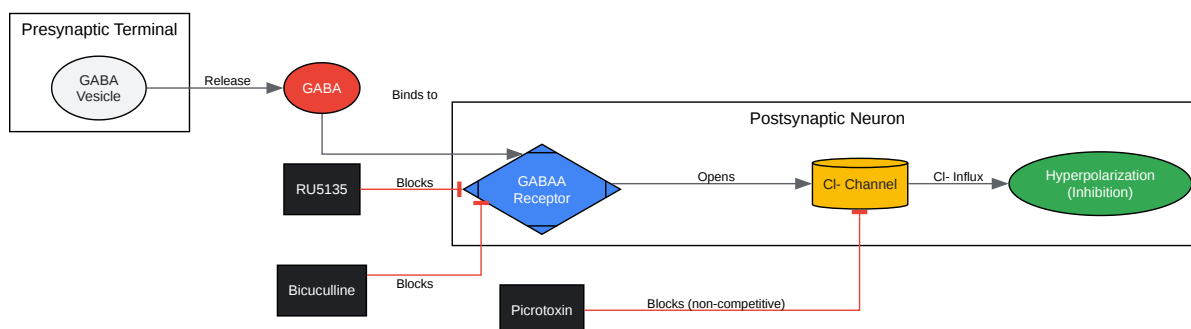 Presynaptic Terminal
GABA
Vesicle
Release
GABA
Binds to
Postsynaptic Neuron
RU5135
Blocks
GABAA
Receptor
Opens
Cl- Channel
Cl- Influx
Hyperpolarization
(Inhibition)
Bicuculline
Blocks
Picrotoxin
Blocks (non-competitive)